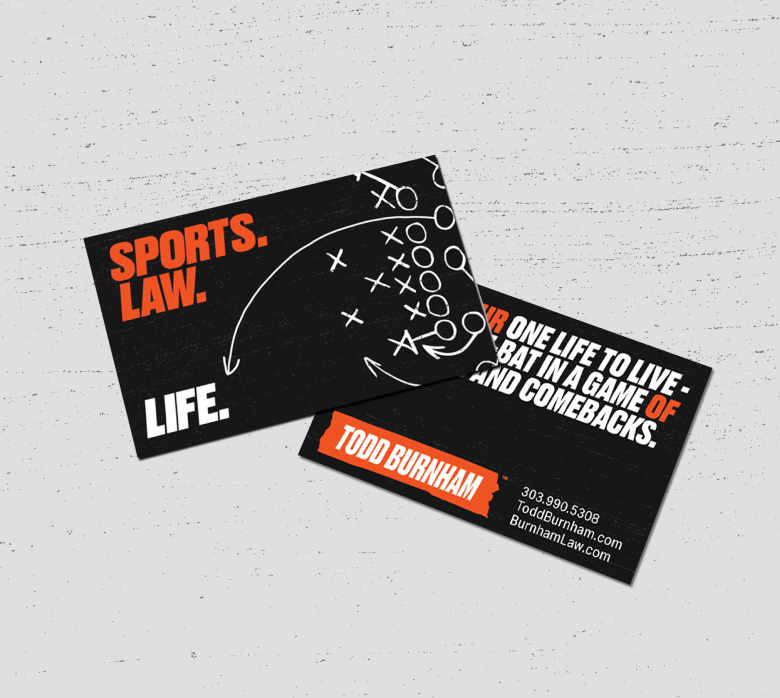 SPORTS.
LAW.
LIFE.
ONE LIFE TO LIVE -
BAT IN A GAME OF
AND COMEBACKS.
TODD BURNHAM
303.990.5308
ToddBurnham.com
BurnhamLaw.com